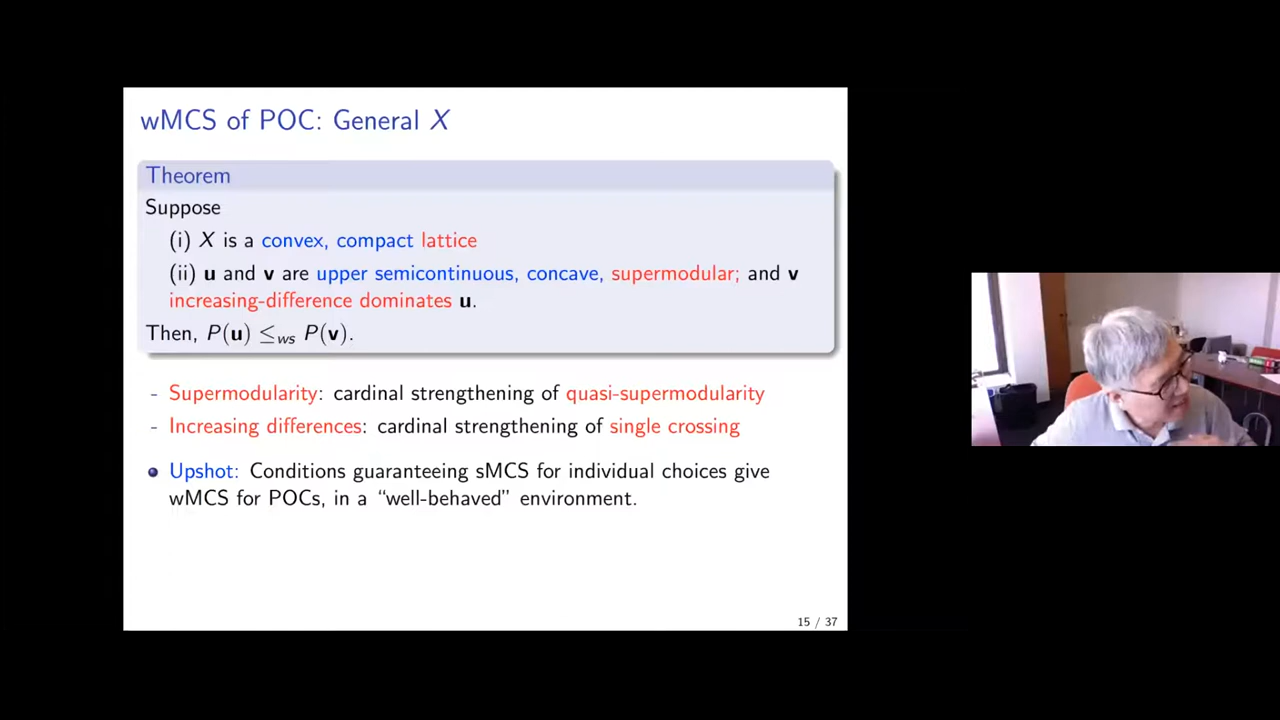 wMCS of POC: General X
Theorem
Suppose
(i) X is a convex, compact lattice
(ii) u and v are upper semicontinuous, concave, supermodular; and v
increasing-difference dominates u.
Then, P(u) ≤ws P(v).
- Supermodularity: cardinal strengthening of quasi-supermodularity
- Increasing differences: cardinal strengthening of single crossing
Upshot: Conditions guaranteeing sMCS for individual choices give
wMCS for POCs, in a “well-behaved” environment.
15 / 37